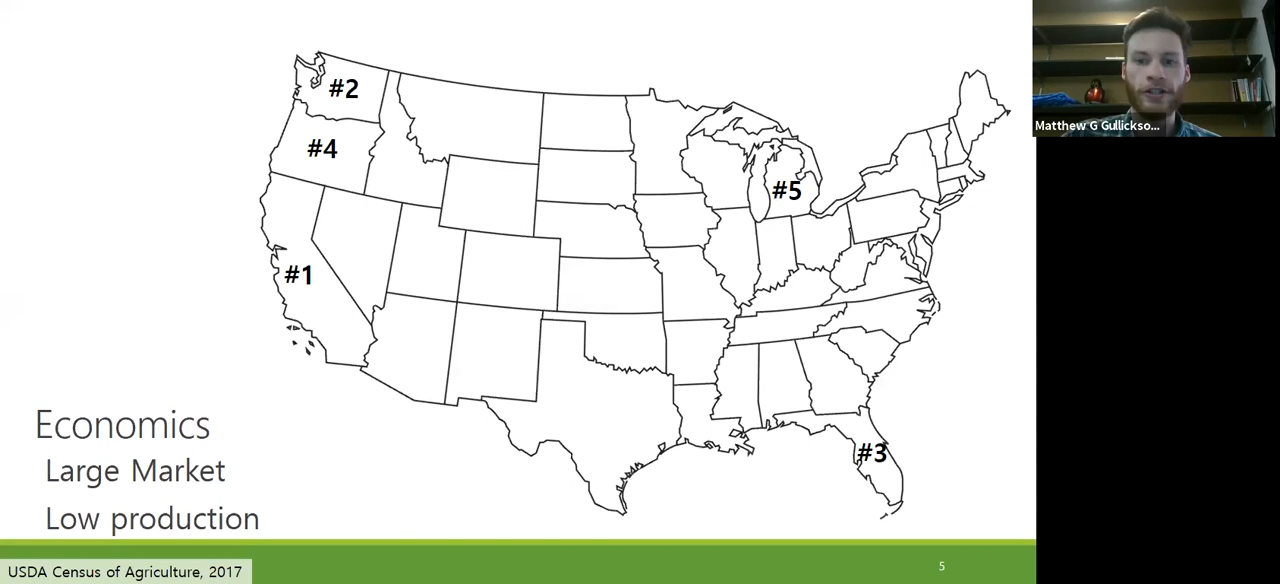 #2
#4
#5
#1
#3
Economics
Large Market
Low production
USDA Census of Agriculture, 2017
5
Matthew G Gullickso...